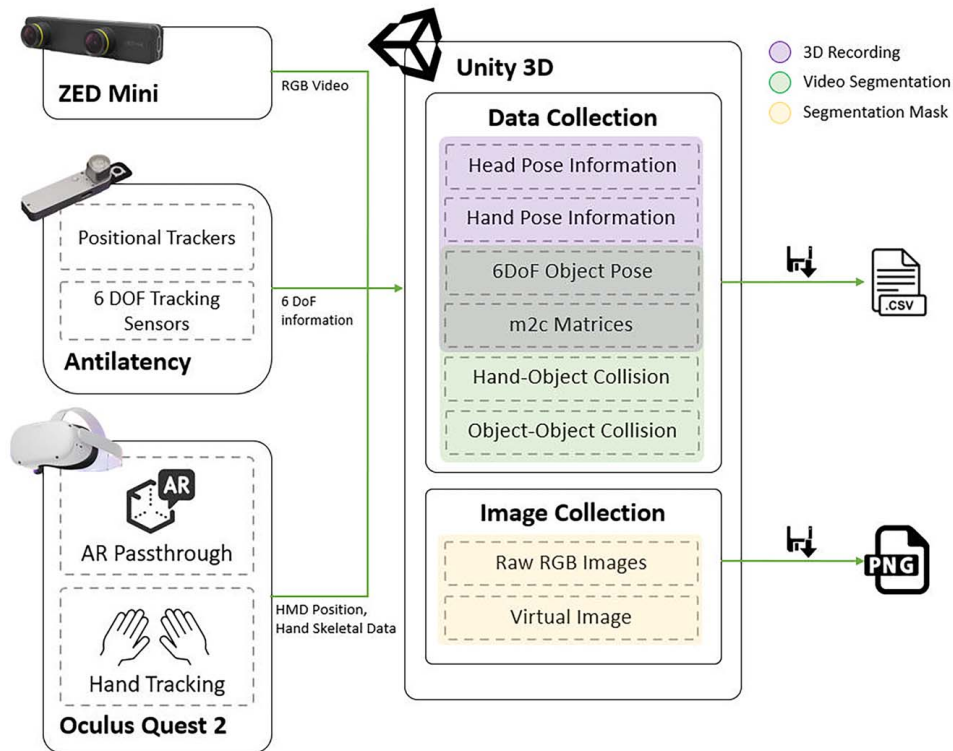 ZED Mini
RGB Video
Positional Trackers
6 DOF Tracking
Sensors
Antilatency
6 DoF
information
AR
AR Passthrough
Hand Tracking
Oculus Quest 2
HMD Position,
Hand Skeletal Data
Unity 3D
Data Collection
Head Pose Information
Hand Pose Information
6DoF Object Pose
m2c Matrices
Hand-Object Collision
Object-Object Collision
Image Collection
Raw RGB Images
Virtual Image
3D Recording
Video Segmentation
Segmentation Mask
.CSV
PNG